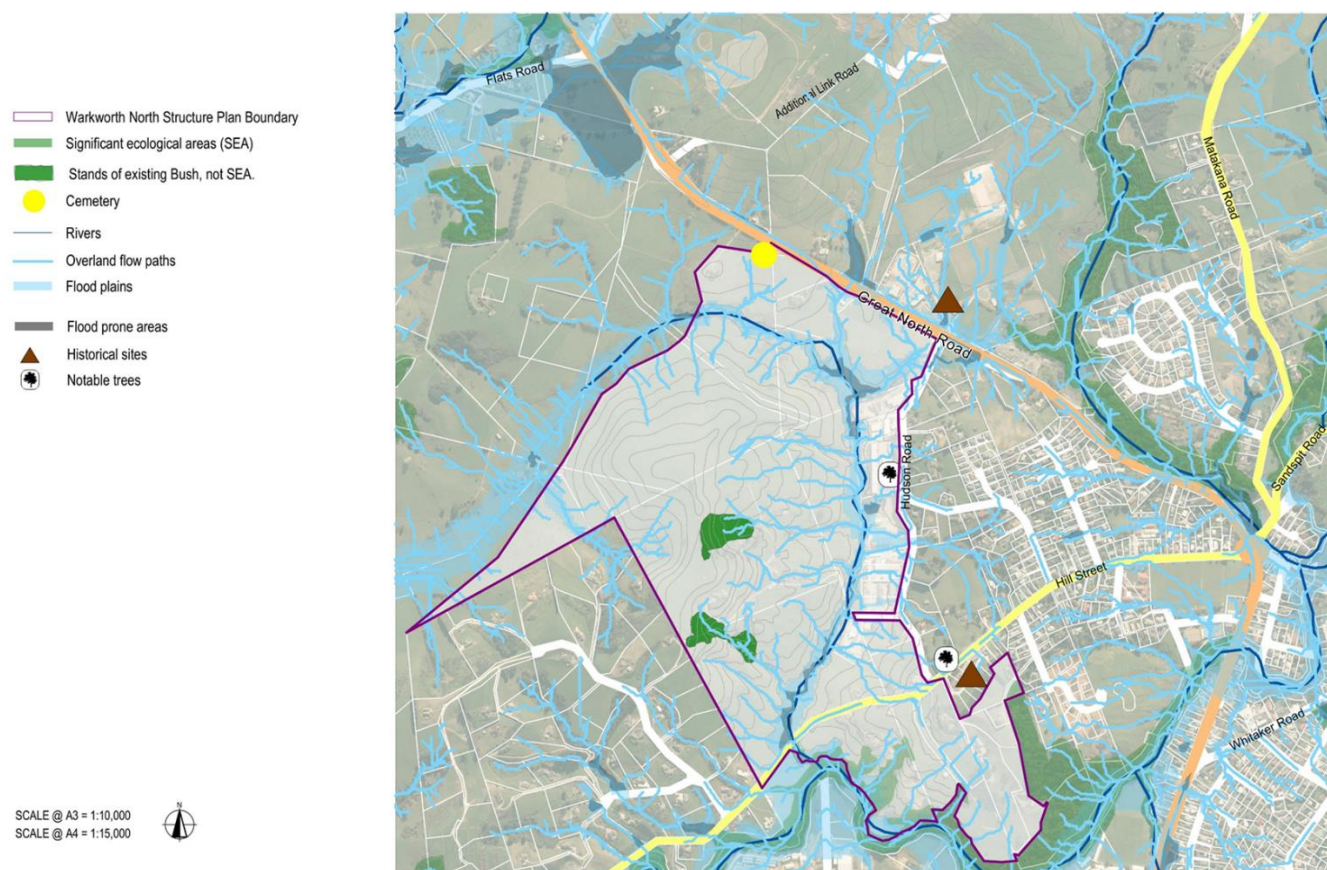 Warkworth North Structure Plan Boundary
Significant ecological areas (SEA)
Stands of existing Bush, not SEA.
Cemetery
Rivers
Overland flow paths
Flood plains
Flood prone areas
Historical sites
Notable trees
SCALE @ A3 = 1:10,000
SCALE @ A4 = 1:15,000
N
Flats Road
Additional Link Road
Matakana Road
Great North Road
Hudson Road
Sandspit Road
Hill Street
Whitaker Road